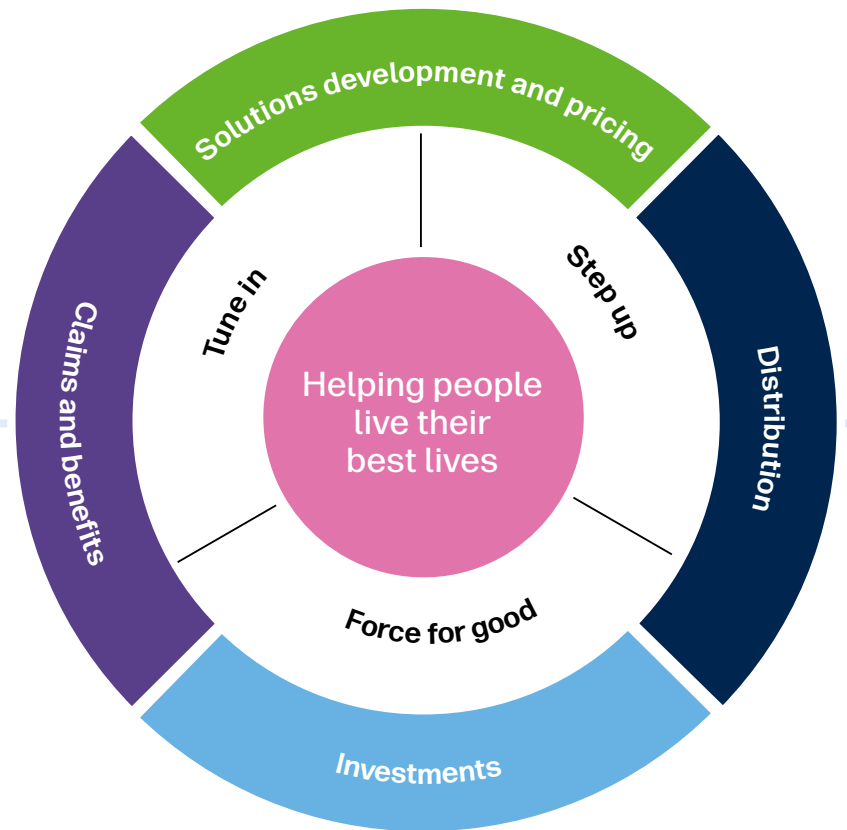 Solutions development and pricing
Tune in
Step up
Helping people
live their
best lives
Claims and benefits
Distribution
Force for good
Investments